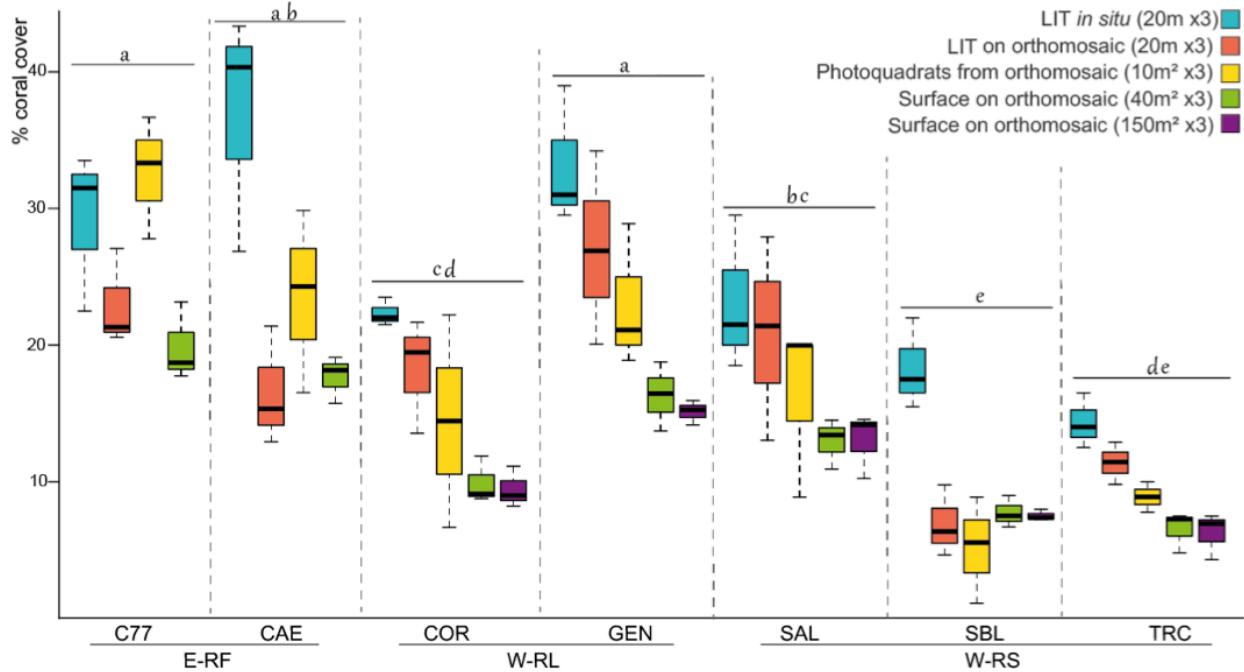 LIT in situ (20m x3)
LIT on orthomosaic (20m x3)
Photoquadrats from orthomosaic (10m² x3)
Surface on orthomosaic (40m² x3)
Surface on orthomosaic (150m² x3)
% coral cover
40
30
20
10
a
a b
c d
a
b c
e
d e
C77 CAE COR GEN SAL SBL TRC
E-RF W-RL W-RS